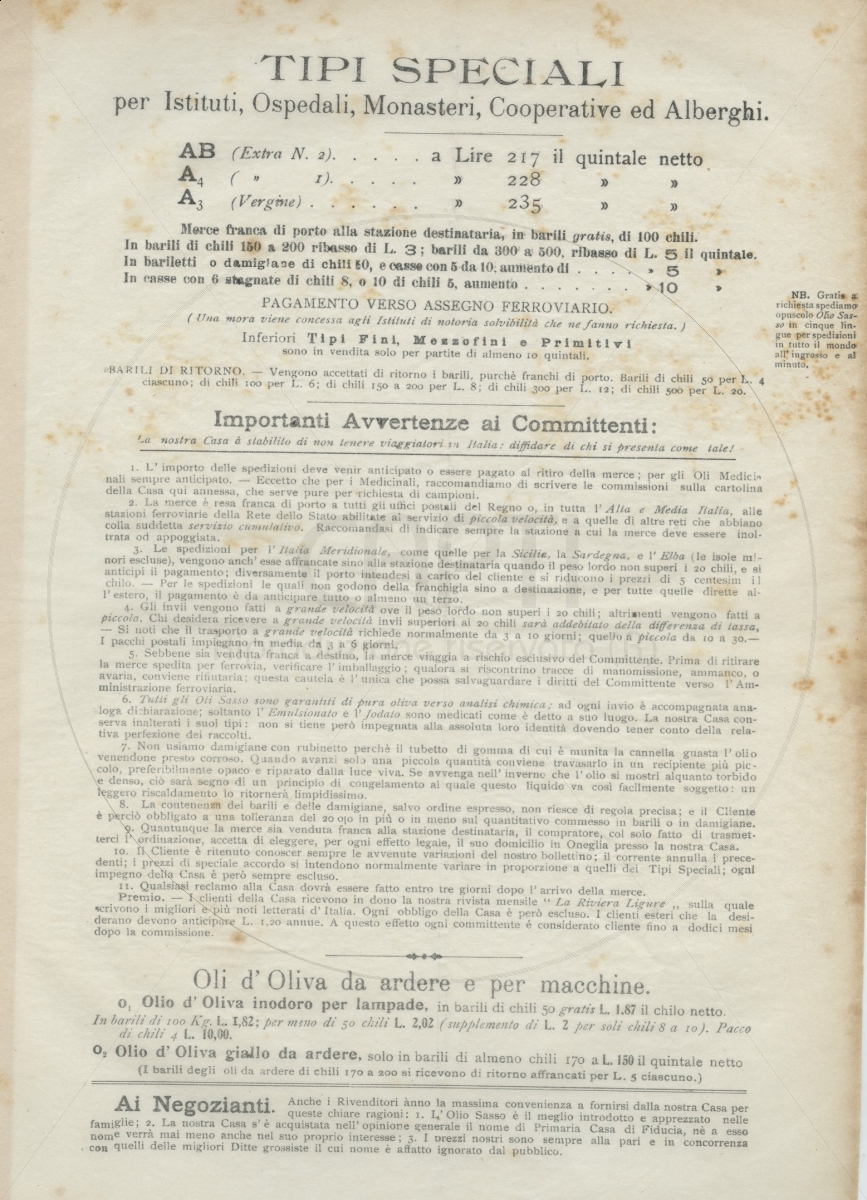 TIPI SPECIALI
per Istituti, Ospedali, Monasteri, Cooperative ed Alberghi.
AB (Extra N. 2). . . . . a Lire 217 il quintale netto
A4 ( " 1). . . . . » 228 » »
A3 (Vergine) . . . . . . » 235 » »
Merce franca di porto alla stazione destinataria, in barili gratis, di 100 chili.
In barili di chili 150 a 200 ribasso di L. 3; barili da 300 a 500, ribasso di L. 5 il quintale.
In bariletti o damigiane di chili 50, e casse con 5 da 10: aumento di . . . . » 5 »
In casse con 6 stagnate di chili 8, o 10 di chili 5, aumento . . . . . . . » 10 »
PAGAMENTO VERSO ASSEGNO FERROVIARIO.
( Una mora viene concessa agli Istituti di notoria solvibilità che ne fanno richiesta. )
Inferiori Tipi Fini, Mezzofini e Primitivi
sono in vendita solo per partite di almeno 10 quintali.
BARILI DI RITORNO. — Vengono accettati di ritorno i barili, purchè franchi di porto. Barili di chili 50 per L. 4
ciascuno; di chili 100 per L. 6; di chili 150 a 200 per L. 8; di chili 300 per L. 12; di chili 500 per L. 20.
NB. Gratis a
richiesta spediamo
opuscolo Olio Sas-
so in cinque lin-
gue per spedizioni
in tutto il mondo
all'ingrosso e al
minuto.
Importanti Avvertenze ai Committenti:
La nostra Casa à stabilito di non tenere viaggiatori in Italia: diffidare di chi si presenta come tale!
1. L' importo delle spedizioni deve venir anticipato o essere pagato al ritiro della merce; per gli Oli Medici-
nali sempre anticipato. — Eccetto che per i Medicinali, raccomandiamo di scrivere le commissioni sulla cartolina
della Casa qui annessa, che serve pure per richiesta di campioni.
2. La merce è resa franca di porto a tutti gli uffici postali del Regno o, in tutta l' Alta e Media Italia, alle
stazioni ferroviarie della Rete dello Stato abilitate al servizio di piccola velocità, e a quelle di altre reti che abbiano
colla suddetta servizio cumulativo. Raccomandasi di indicare sempre la stazione a cui la merce deve essere inol-
trata od appoggiata.
3. Le spedizioni per l' Italia Meridionale, come quelle per la Sicilia, la Sardegna, e l' Elba (le isole mi-
nori escluse), vengono anch' esse affrancate sino alla stazione destinataria quando il peso lordo non superi i 20 chili, e si
anticipi il pagamento; diversamente il porto intendesi a carico del cliente e si riducono i prezzi di 5 centesimi il
chilo. — Per le spedizioni le quali non godono della franchigia sino a destinazione, e per tutte quelle dirette al-
l' estero, il pagamento è da anticipare tutto o almeno un terzo.
4. Gli invii vengono fatti a grande velocità ove il peso lordo non superi i 20 chili; altrimenti vengono fatti a
piccola. Chi desidera ricevere a grande velocità invii superiori ai 20 chili sarà addebitato della differenza di tassa,
— Si noti che il trasporto a grande velocità richiede normalmente da 3 a 10 giorni; quello a piccola da 10 a 30.—
I pacchi postali impiegano in media da 3 a 6 giorni.
5. Sebbene sia venduta franca a destino, la merce viaggia a rischio esclusivo del Committente. Prima di ritirare
la merce spedita per ferrovia, verificare l' imballaggio; qualora si riscontrino tracce di manomissione, ammanco, o
avaria, conviene rifiutarla; questa cautela è l' unica che possa salvaguardare i diritti del Committente verso l' Am-
ministrazione ferroviaria.
6. Tutti gli Oli Sasso sono garantiti di pura oliva verso analisi chimica; ad ogni invio è accompagnata ana-
loga dichiarazione; soltanto l' Emulsionato e l' Jodato sono medicati come è detto a suo luogo. La nostra Casa con-
serva inalterati i suoi tipi: non si tiene però impegnata alla assoluta loro identità dovendo tener conto della rela-
tiva perfezione dei raccolti.
7. Non usiamo damigiane con rubinetto perchè il tubetto di gomma di cui è munita la cannella guasta l' olio
venendone presto corroso. Quando avanzi solo una piccola quantità conviene travasarlo in un recipiente più pic-
colo, preferibilmente opaco e riparato dalla luce viva. Se avvenga nell' inverno che l' olio si mostri alquanto torbido
e denso, ciò sarà segno di un principio di congelamento al quale questo liquido va così facilmente soggetto: un
leggero riscaldamento lo ritornerà limpidissimo.
8. La contenenza dei barili e delle damigiane, salvo ordine espresso, non riesce di regola precisa; e il Cliente
è perciò obbligato a una tolleranza del 20 o|o in più o in meno sul quantitativo commesso in barili o in damigiane.
9. Quantunque la merce sia venduta franca alla stazione destinataria, il compratore, col solo fatto di trasmet-
terci l' ordinazione, accetta di eleggere, per ogni effetto legale, il suo domicilio in Oneglia presso la nostra Casa.
10. Il Cliente è ritenuto conoscer sempre le avvenute variazioni del nostro bollettino; il corrente annulla i prece-
denti; i prezzi di speciale accordo si intendono normalmente variare in proporzione a quelli dei Tipi Speciali; ogni
impegno della Casa è però sempre escluso.
11. Qualsiasi reclamo alla Casa dovrà essere fatto entro tre giorni dopo l' arrivo della merce.
Premio. — I clienti della Casa ricevono in dono la nostra rivista mensile " La Riviera Ligure ,, sulla quale
scrivono i migliori e più noti letterati d' Italia. Ogni obbligo della Casa è però escluso. I clienti esteri che la desi-
derano devono anticipare L. 1,20 annue. A questo effetto ogni committente é considerato cliente fino a dodici mesi
dopo la commissione.
Oli d' Oliva da ardere e per macchine.
O1 Olio d' Oliva inodoro per lampade, in barili di chili 50 gratis L. 1.87 il chilo netto.
In barili di 100 Kg. L. 1,82; per meno di 50 chili L. 2,02 (supplemento di L. 2 per soli chili 8 a 10). Pacco
di chili 4 L. 10,00.
O2 Olio d' Oliva giallo da ardere, solo in barili di almeno chili 170 a L. 150 il quintale netto
(I barili degli oli da ardere di chili 170 a 200 si ricevono di ritorno affrancati per L. 5 ciascuno.)
Ai Negozianti. Anche i Rivenditori ànno la massima convenienza a fornirsi dalla nostra Casa per
queste chiare ragioni: 1. L' Olio Sasso è il meglio introdotto e apprezzato nelle
famiglie; 2. La nostra Casa s' è acquistata nell' opinione generale il nome di Primaria Casa di Fiducia, nè a esso
nome verrà mai meno anche nel suo proprio interesse; 3. I prezzi nostri sono sempre alla pari e in concorrenza
con quelli delle migliori Ditte grossiste il cui nome è affatto ignorato dal pubblico.